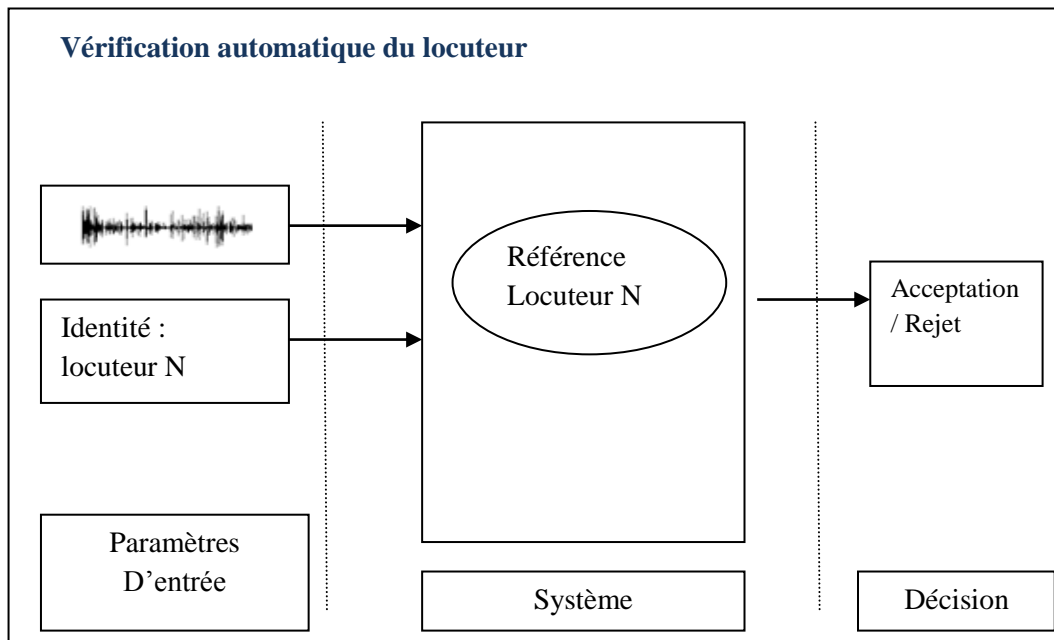 Vérification automatique du locuteur
Identité :
locuteur N
Référence
Locuteur N
Acceptation
/ Rejet
Paramètres
D’entrée
Système
Décision